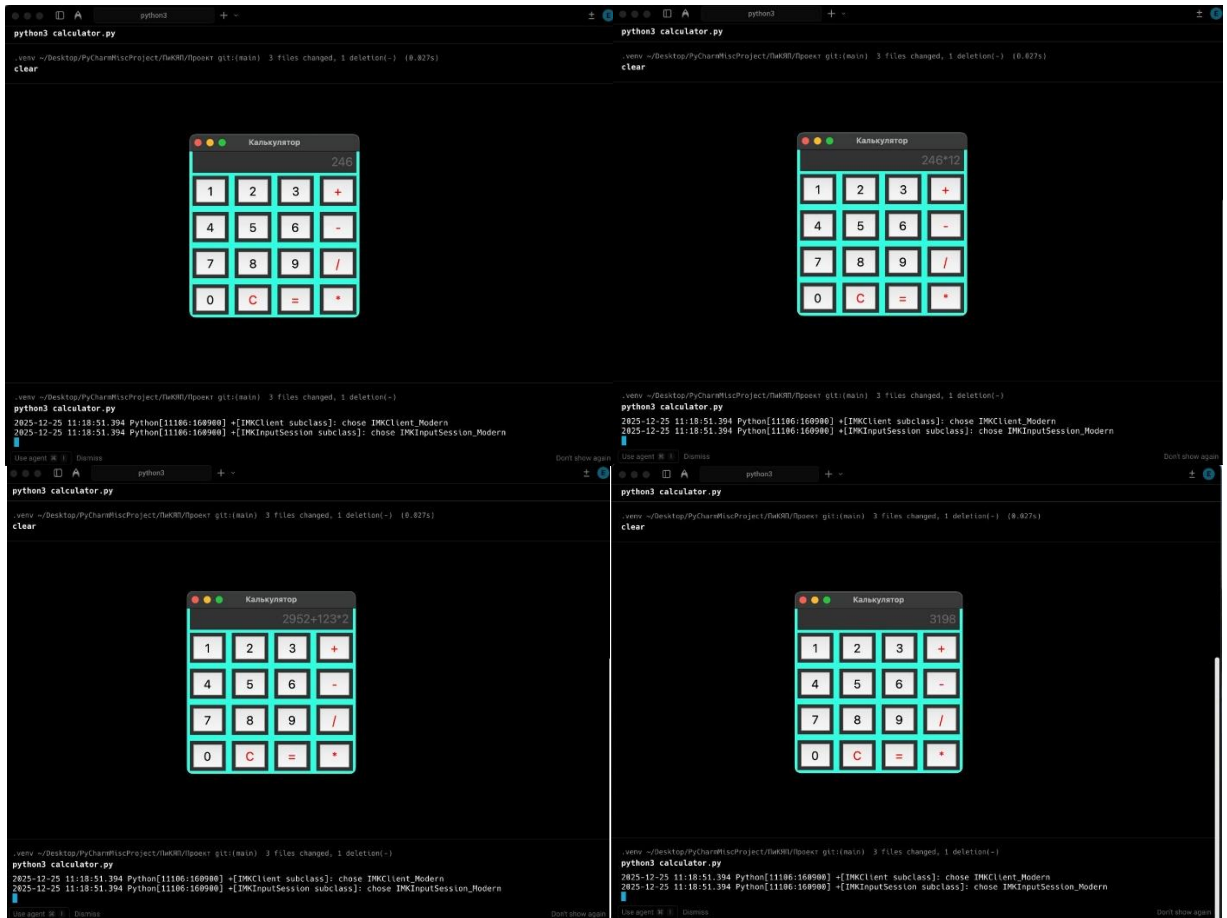 python3
python3 calculator.py
.venv ~/Desktop/PyCharmMiscProject/ПиКЯП/Проект git:(main) 3 files changed, 1 deletion(-) (0.027s)
clear
Калькулятор
246
1 2 3 +
4 5 6 -
7 8 9 /
0 C = *
.venv ~/Desktop/PyCharmMiscProject/ПиКЯП/Проект git:(main) 3 files changed, 1 deletion(-)
python3 calculator.py
2025-12-25 11:18:51.394 Python[11106:160900] +[IMKClient subclass]: chose IMKClient_Modern
2025-12-25 11:18:51.394 Python[11106:160900] +[IMKInputSession subclass]: chose IMKInputSession_Modern
Use agent ⌘ I Dismiss Don't show again
python3
python3 calculator.py
.venv ~/Desktop/PyCharmMiscProject/ПиКЯП/Проект git:(main) 3 files changed, 1 deletion(-) (0.027s)
clear
Калькулятор
246*12
1 2 3 +
4 5 6 -
7 8 9 /
0 C = *
.venv ~/Desktop/PyCharmMiscProject/ПиКЯП/Проект git:(main) 3 files changed, 1 deletion(-)
python3 calculator.py
2025-12-25 11:18:51.394 Python[11106:160900] +[IMKClient subclass]: chose IMKClient_Modern
2025-12-25 11:18:51.394 Python[11106:160900] +[IMKInputSession subclass]: chose IMKInputSession_Modern
Use agent ⌘ I Dismiss Don't show again
python3
python3 calculator.py
.venv ~/Desktop/PyCharmMiscProject/ПиКЯП/Проект git:(main) 3 files changed, 1 deletion(-) (0.027s)
clear
Калькулятор
2952+123*2
1 2 3 +
4 5 6 -
7 8 9 /
0 C = *
.venv ~/Desktop/PyCharmMiscProject/ПиКЯП/Проект git:(main) 3 files changed, 1 deletion(-)
python3 calculator.py
2025-12-25 11:18:51.394 Python[11106:160900] +[IMKClient subclass]: chose IMKClient_Modern
2025-12-25 11:18:51.394 Python[11106:160900] +[IMKInputSession subclass]: chose IMKInputSession_Modern
Use agent ⌘ I Dismiss Don't show again
python3
python3 calculator.py
.venv ~/Desktop/PyCharmMiscProject/ПиКЯП/Проект git:(main) 3 files changed, 1 deletion(-) (0.027s)
clear
Калькулятор
3198
1 2 3 +
4 5 6 -
7 8 9 /
0 C = *
.venv ~/Desktop/PyCharmMiscProject/ПиКЯП/Проект git:(main) 3 files changed, 1 deletion(-)
python3 calculator.py
2025-12-25 11:18:51.394 Python[11106:160900] +[IMKClient subclass]: chose IMKClient_Modern
2025-12-25 11:18:51.394 Python[11106:160900] +[IMKInputSession subclass]: chose IMKInputSession_Modern
Use agent ⌘ I Dismiss Don't show again